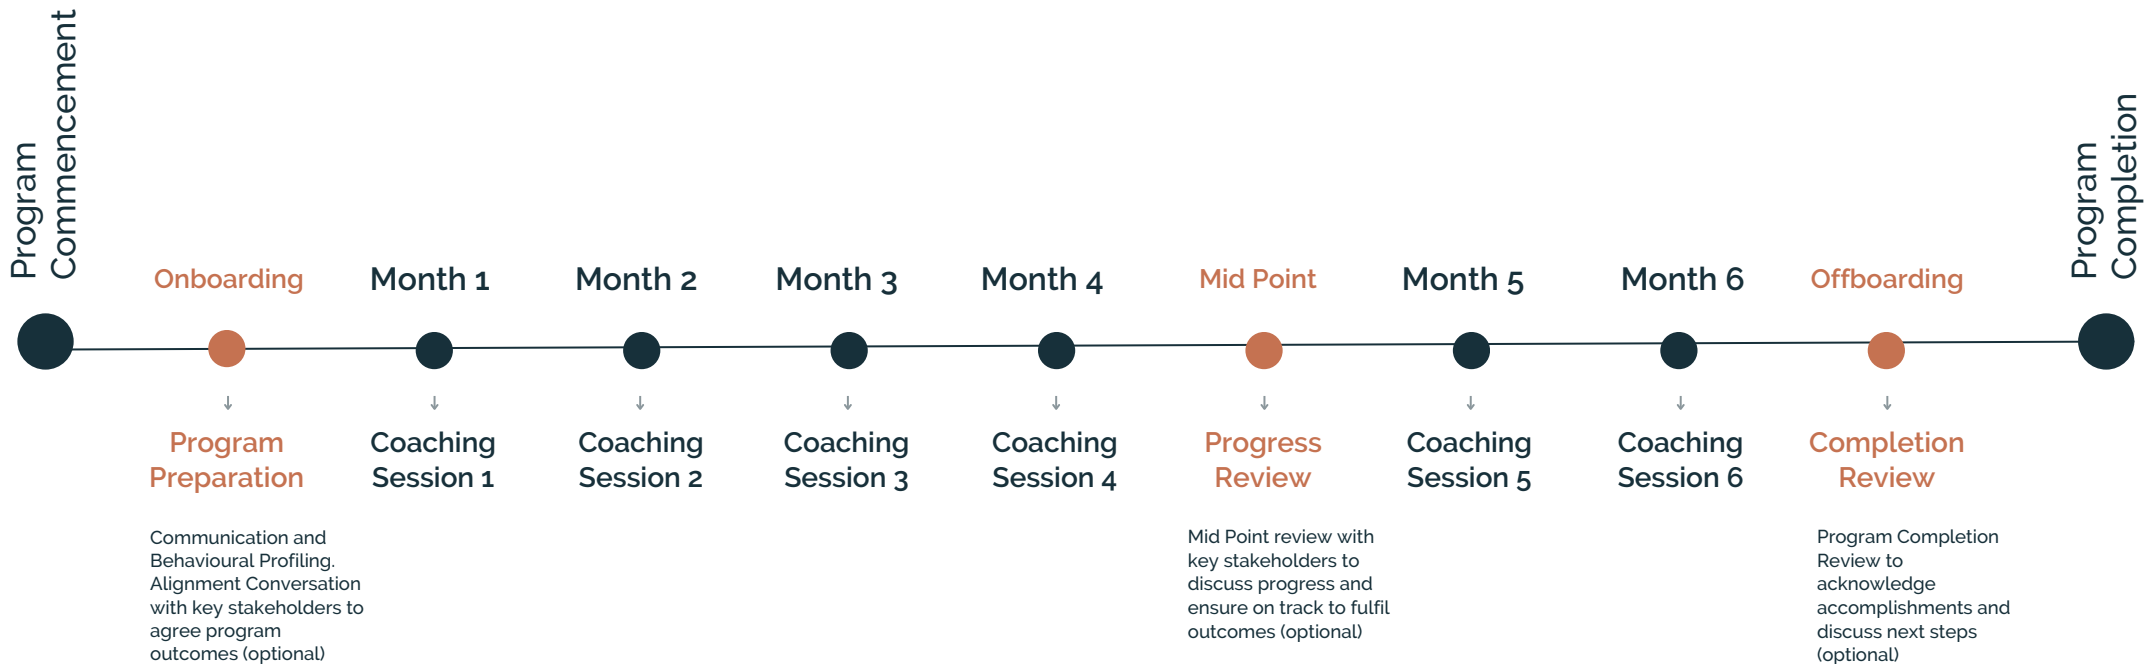 Program
Commencement
Onboarding
Month 1
Month 2
Month 3
Month 4
Mid Point
Month 5
Month 6
Offboarding
Program
Completion
Program
Preparation
Coaching
Session 1
Coaching
Session 2
Coaching
Session 3
Coaching
Session 4
Progress
Review
Coaching
Session 5
Coaching
Session 6
Completion
Review
Communication and
Behavioural Profiling.
Alignment Conversation
with key stakeholders to
agree program
outcomes (optional)
Mid Point review with
key stakeholders to
discuss progress and
ensure on track to fulfil
outcomes (optional)
Program Completion
Review to
acknowledge
accomplishments and
discuss next steps
(optional)